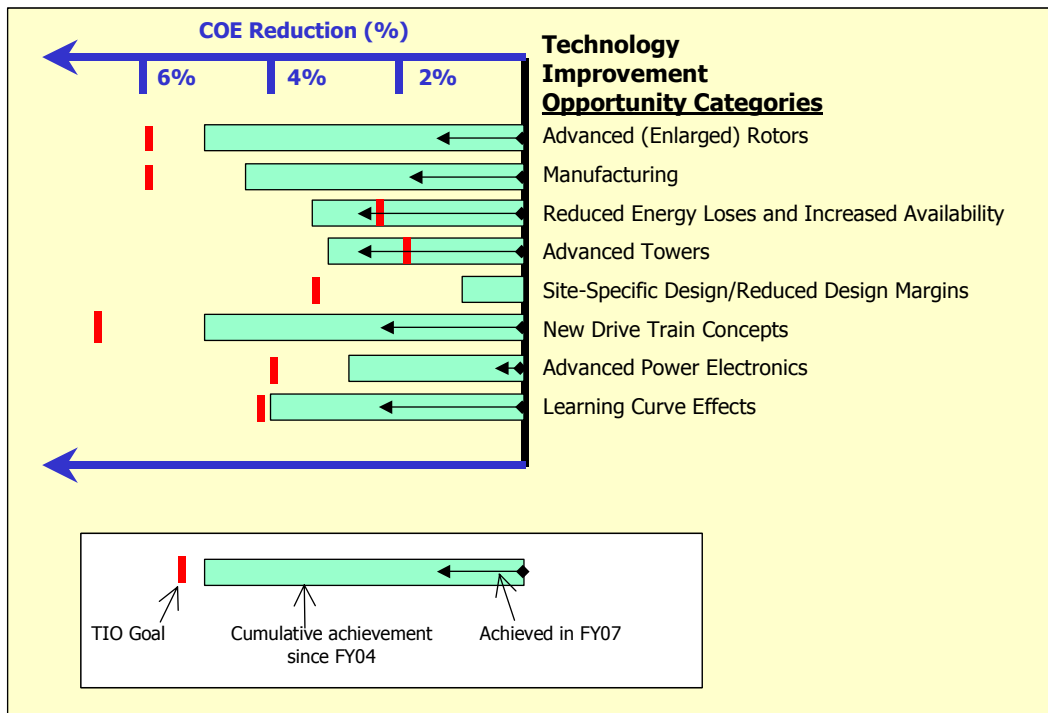 COE Reduction (%)
6%
4%
2%
Technology
Improvement
Opportunity Categories
Advanced (Enlarged) Rotors
Manufacturing
Reduced Energy Loses and Increased Availability
Advanced Towers
Site-Specific Design/Reduced Design Margins
New Drive Train Concepts
Advanced Power Electronics
Learning Curve Effects
TIO Goal
Cumulative achievement
since FY04
Achieved in FY07